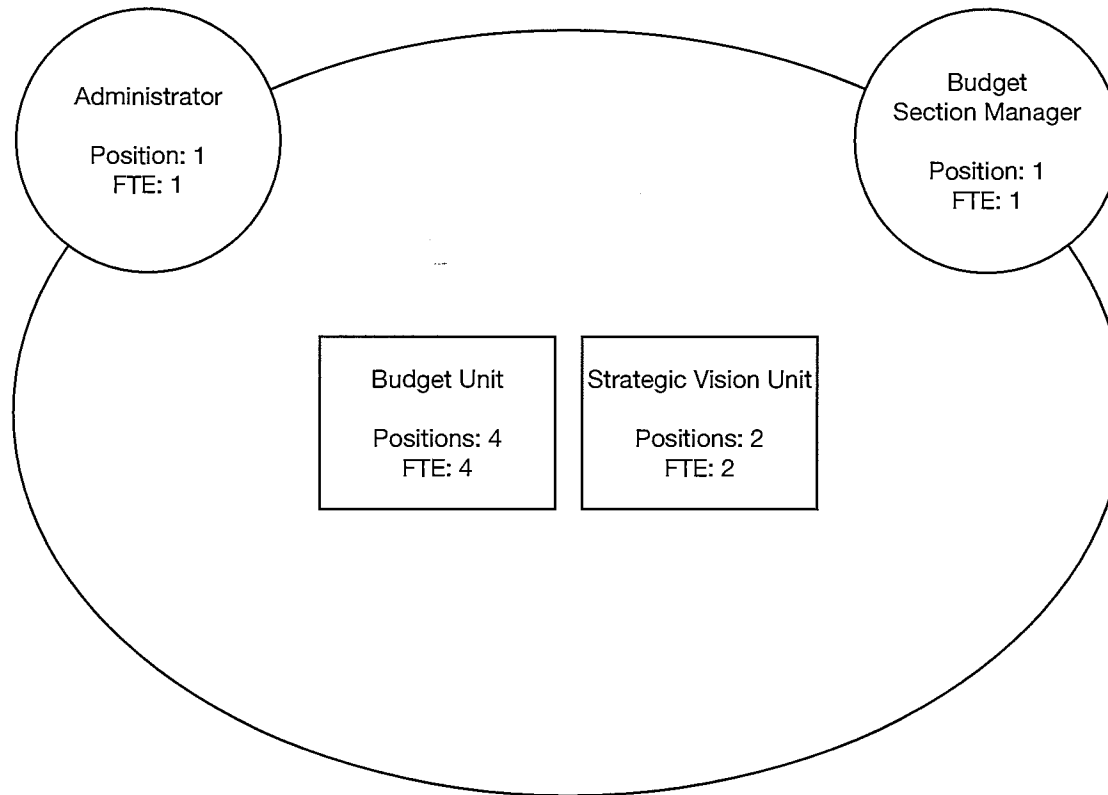 Administrator
Position: 1
FTE: 1
Budget
Section Manager
Position: 1
FTE: 1
Budget Unit
Positions: 4
FTE: 4
Strategic Vision Unit
Positions: 2
FTE: 2